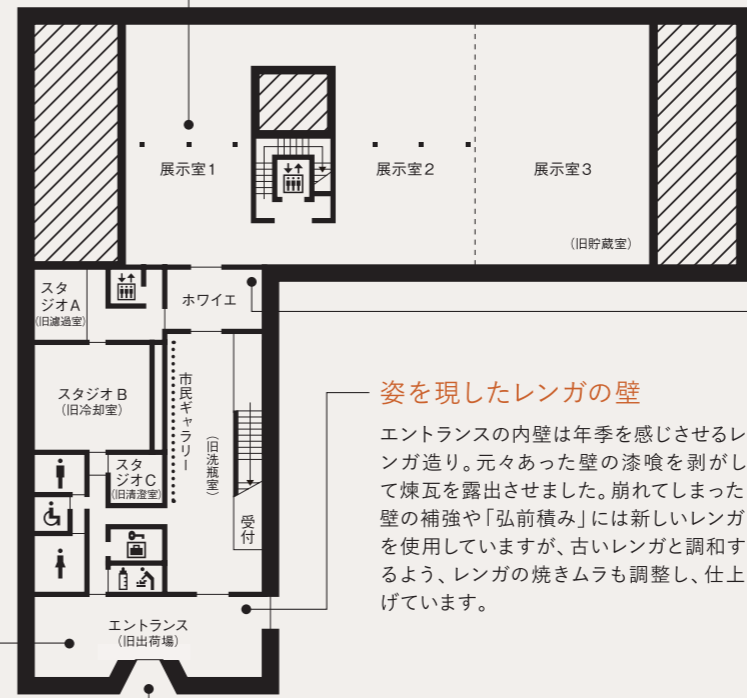 展示室1
展示室2
展示室3
（旧貯蔵室）
スタ
ジオA
（旧濾過室）
ホワイエ
スタジオB
（旧冷却室）
市民ギャラリー
（旧洗瓶室）
スタ
ジオC
（旧清澄室）
受付
エントランス
（旧出荷場）
姿を現したレンガの壁
エントランスの内壁は年季を感じさせるレ
ンガ造り。元々あった壁の漆喰を剥がし
て煉瓦を露出させました。崩れてしまった
壁の補強や「弘前積み」には新しいレンガ
を使用していますが、古いレンガと調和す
るよう、レンガの焼きムラも調整し、仕上
げています。